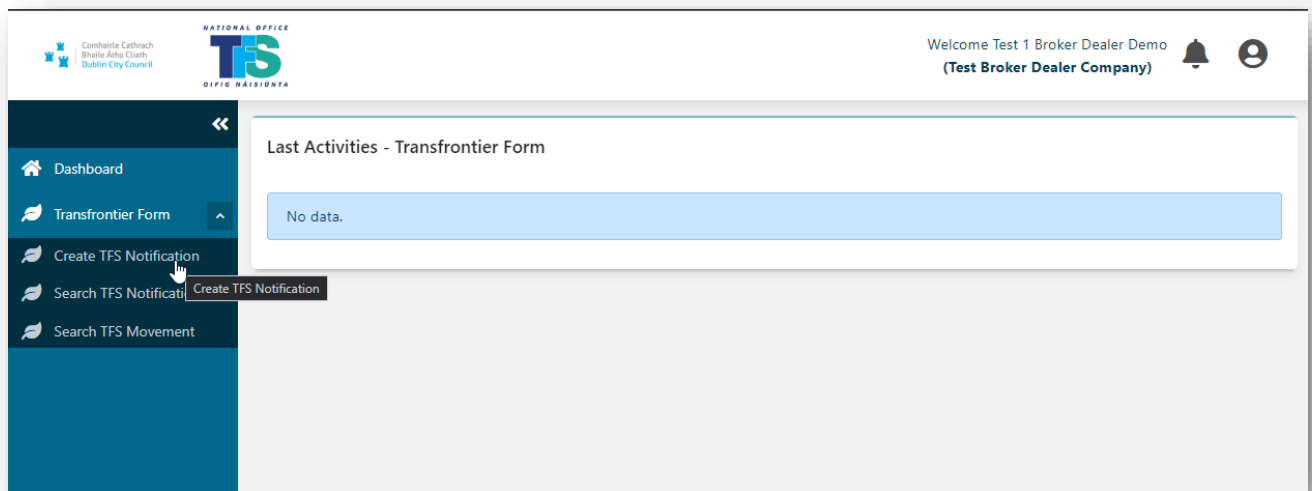 Comhairle Cathrach
Bhaile Átha Cliath
Dublin City Council
NATIONAL OFFICE
TFS
OIFIG NÁISIÚNTA
Welcome Test 1 Broker Dealer Demo
(Test Broker Dealer Company)
Last Activities - Transfrontier Form
No data.
Dashboard
Transfrontier Form
Create TFS Notification
Create TFS Notification
Search TFS Notificati
Search TFS Movement